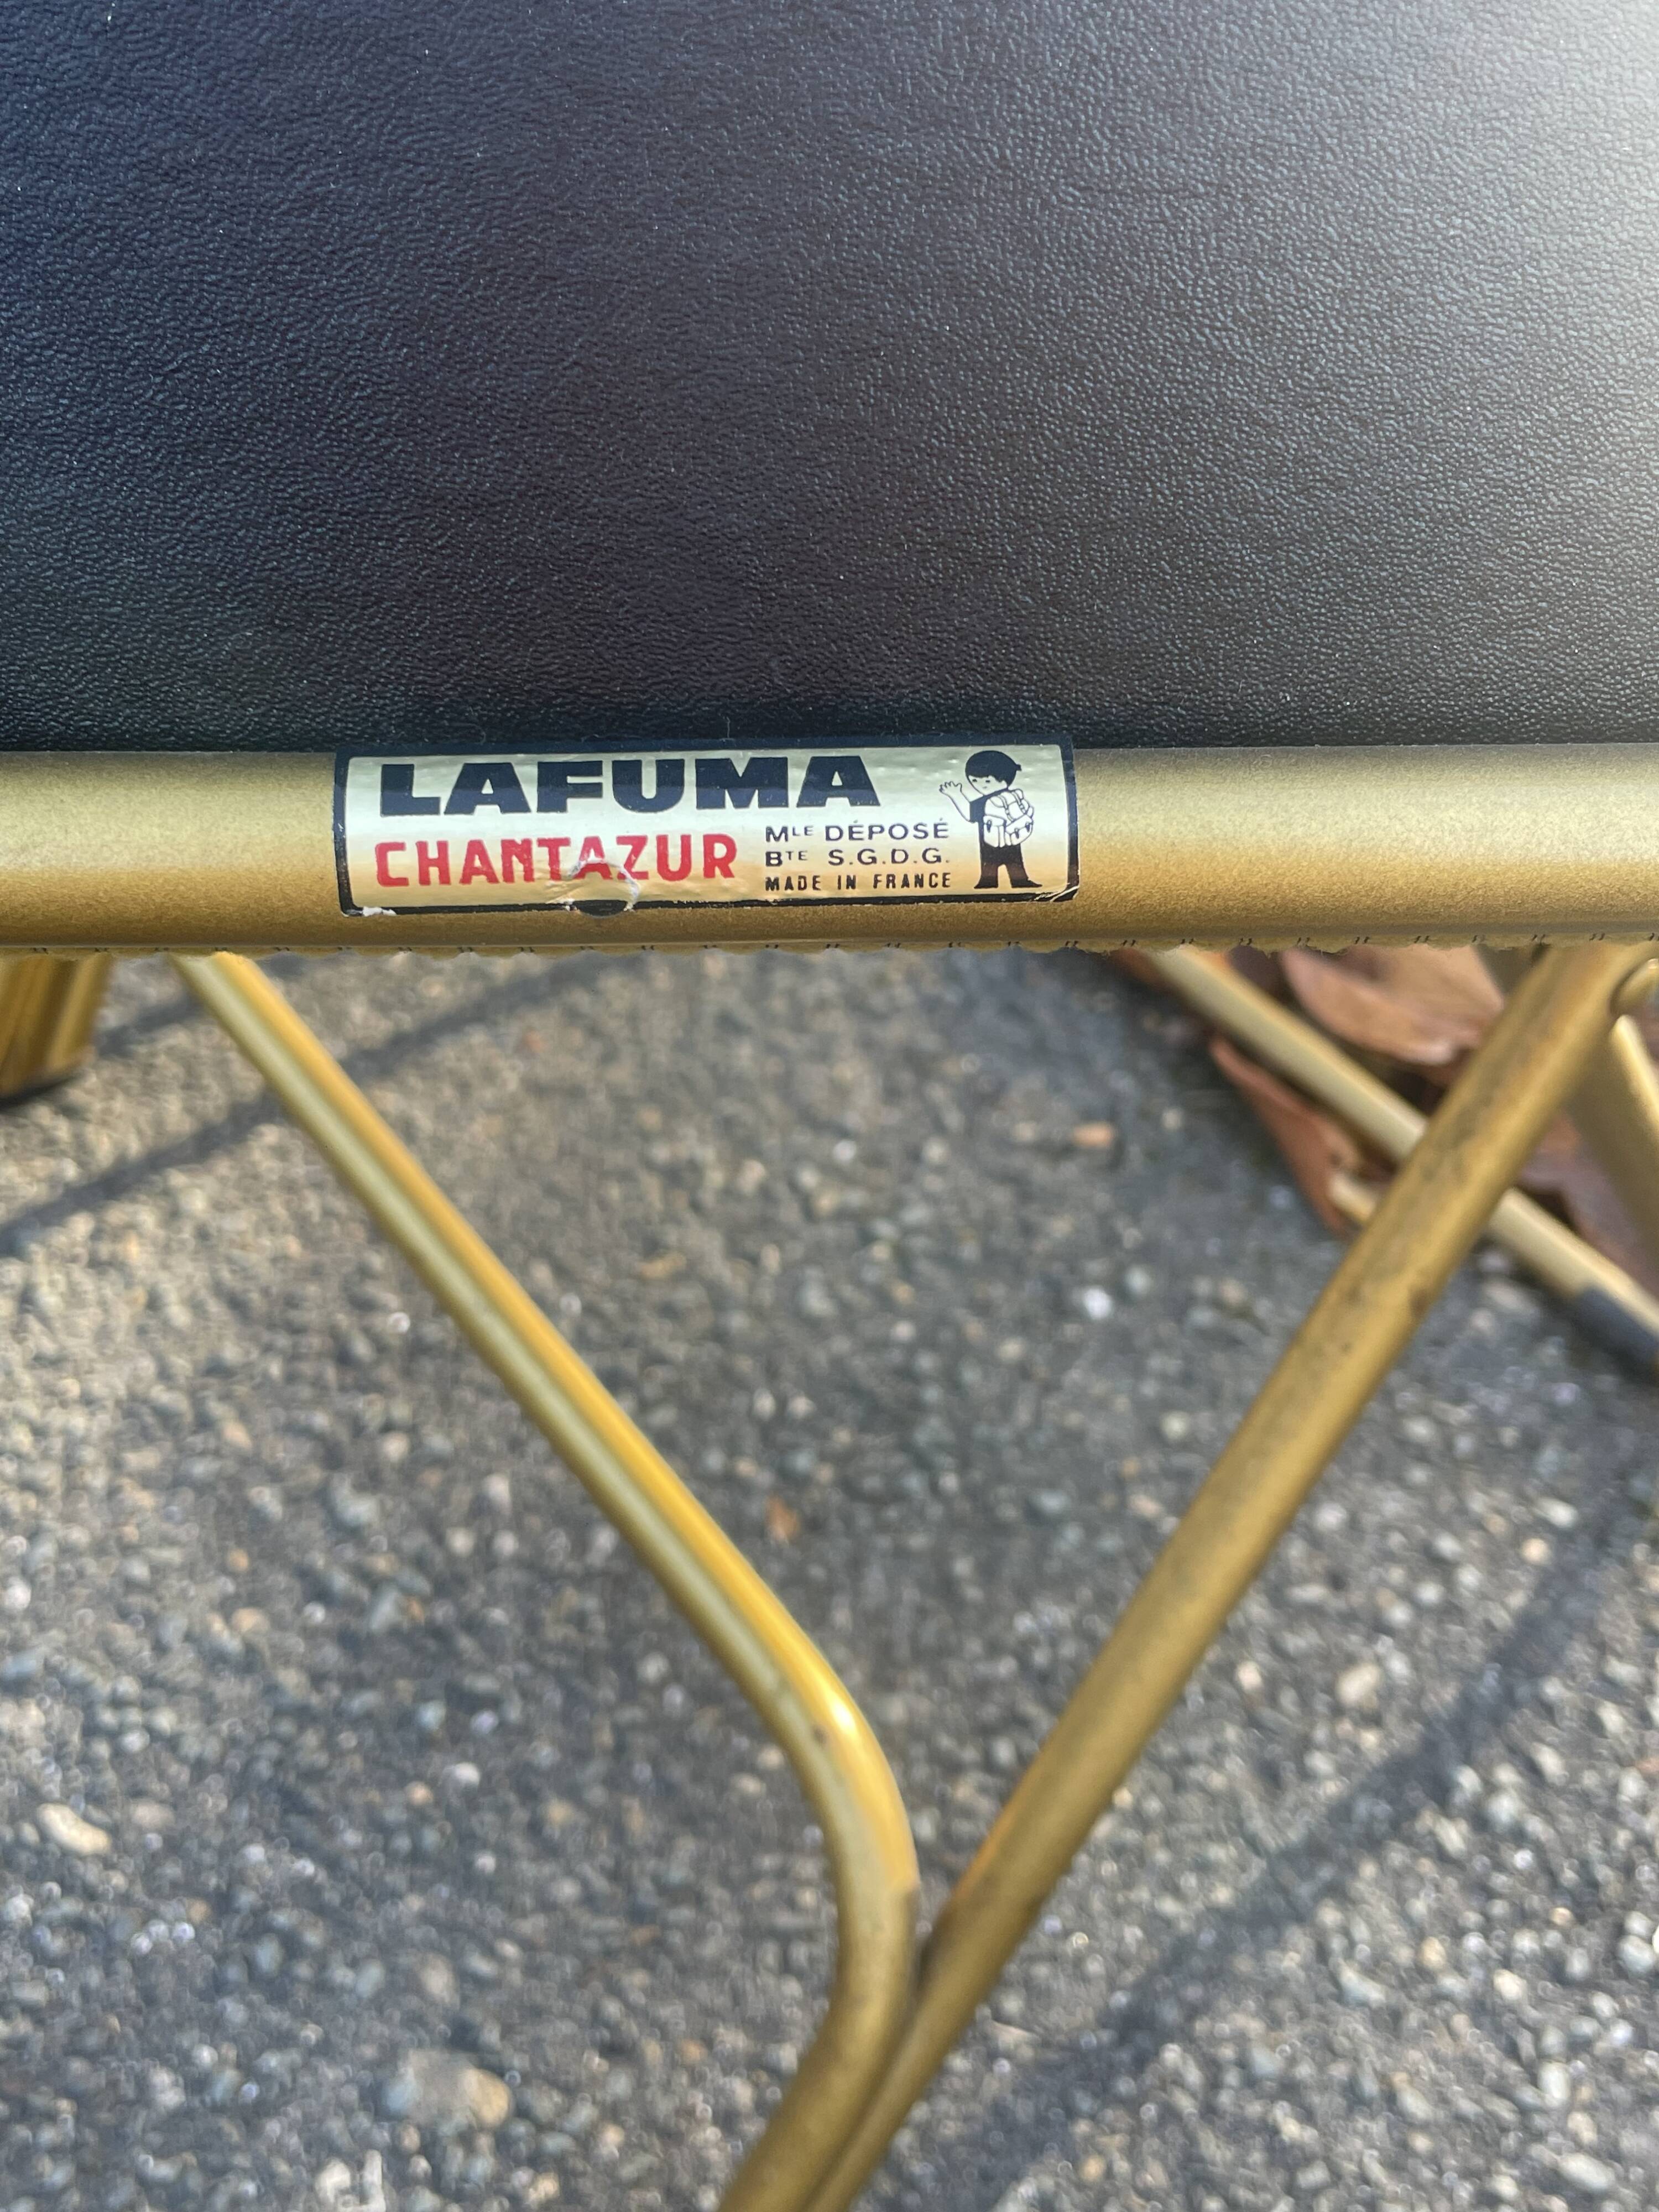 LAFUMA
CHANTAZUR
MLE DÉPOSÉ
BTE S.G.D.G.
MADE IN FRANCE